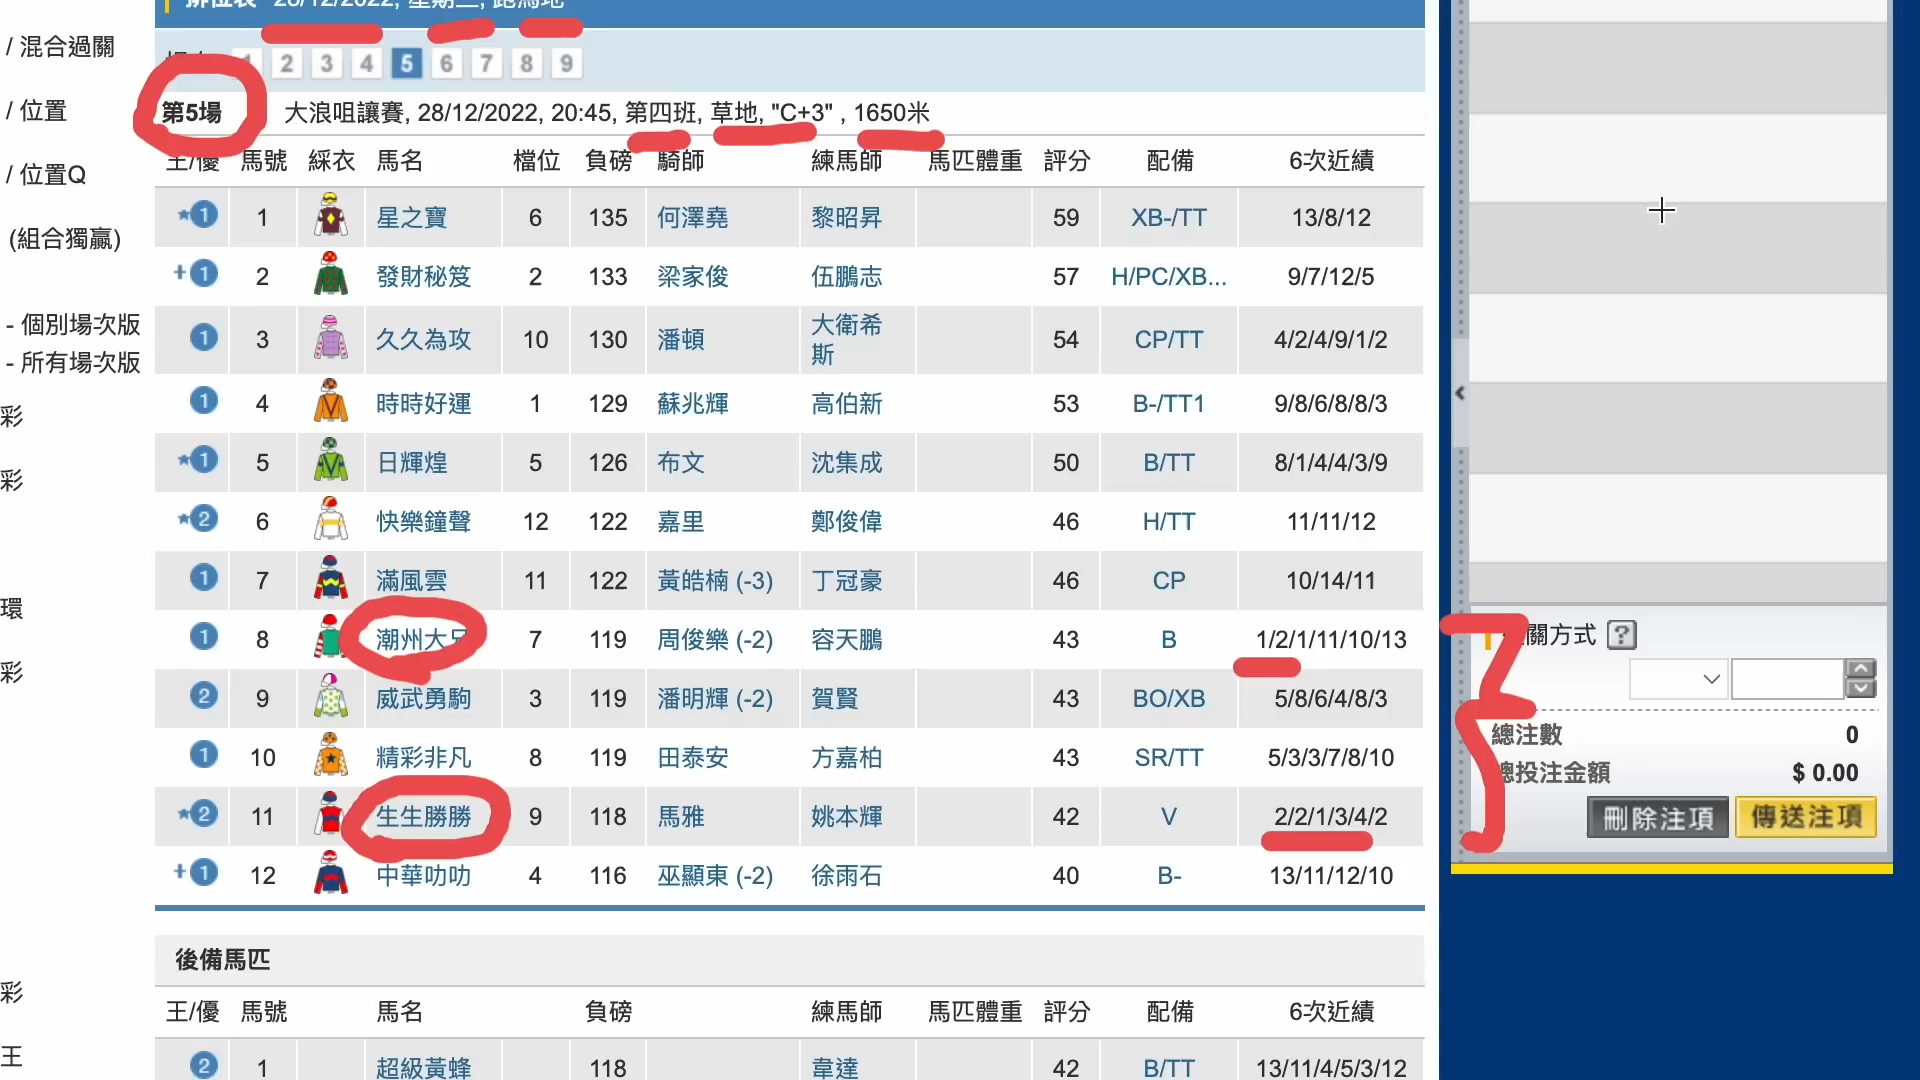 排位表 28/12/2022, 星期三, 跑馬地
/ 混合過關
/ 位置
/ 位置Q
(組合獨贏)
- 個別場次版
- 所有場次版
彩
彩
環
彩
彩
王
1 2 3 4 5 6 7 8 9
第5場 大浪咀讓賽, 28/12/2022, 20:45, 第四班, 草地, "C+3" , 1650米
王/優 馬號 綵衣 馬名 檔位 負磅 騎師 練馬師 馬匹體重 評分 配備 6次近績
★1 1 星之寶 6 135 何澤堯 黎昭昇 59 XB-/TT 13/8/12
+1 2 發財秘笈 2 133 梁家俊 伍鵬志 57 H/PC/XB... 9/7/12/5
1 3 久久為攻 10 130 潘頓 大衛希斯 54 CP/TT 4/2/4/9/1/2
1 4 時時好運 1 129 蘇兆輝 高伯新 53 B-/TT1 9/8/6/8/8/3
★1 5 日輝煌 5 126 布文 沈集成 50 B/TT 8/1/4/4/3/9
★2 6 快樂鐘聲 12 122 嘉里 鄭俊偉 46 H/TT 11/11/12
1 7 滿風雲 11 122 黃皓楠 (-3) 丁冠豪 46 CP 10/14/11
1 8 潮州大兄 7 119 周俊樂 (-2) 容天鵬 43 B 1/2/1/11/10/13
2 9 威武勇駒 3 119 潘明輝 (-2) 賀賢 43 BO/XB 5/8/6/4/8/3
1 10 精彩非凡 8 119 田泰安 方嘉柏 43 SR/TT 5/3/3/7/8/10
★2 11 生生勝勝 9 118 馬雅 姚本輝 42 V 2/2/1/3/4/2
+1 12 中華叻叻 4 116 巫顯東 (-2) 徐雨石 40 B- 13/11/12/10
後備馬匹
王/優 馬號 馬名 負磅 練馬師 馬匹體重 評分 配備 6次近績
2 1 超級黃蜂 118 韋達 42 B/TT 13/11/4/5/3/12
關方式 ?
總注數 0
總投注金額 $ 0.00
刪除注項 傳送注項